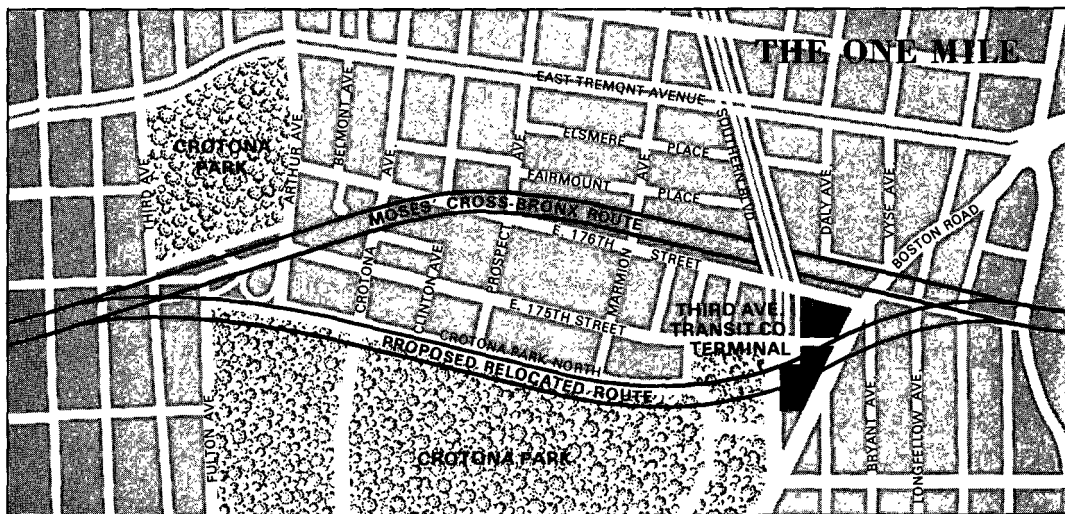 THE ONE MILE
EAST TREMONT AVENUE
SOUTHERN BLVD
BELMONT AVE
ELSMERE PLACE
CROTONA
PARK
THIRD AVE
ARTHUR AVE
AVE.
AVE
AVE
FAIRMOUNT PLACE
DALY AVE
VYSE AVE
BOSTON ROAD
MOSES' CROSS-BRONX ROUTE
E. 176TH STREET
CROTONA
CLINTON AVE
PROSPECT
MARMION
E. 175TH STREET
THIRD AVE.
TRANSIT CO.
TERMINAL
CROTONA PARK NORTH
PROPOSED RELOCATED ROUTE
FULTON AVE
CROTONA PARK
BRYANT AVE
LONGFELLOW AVE